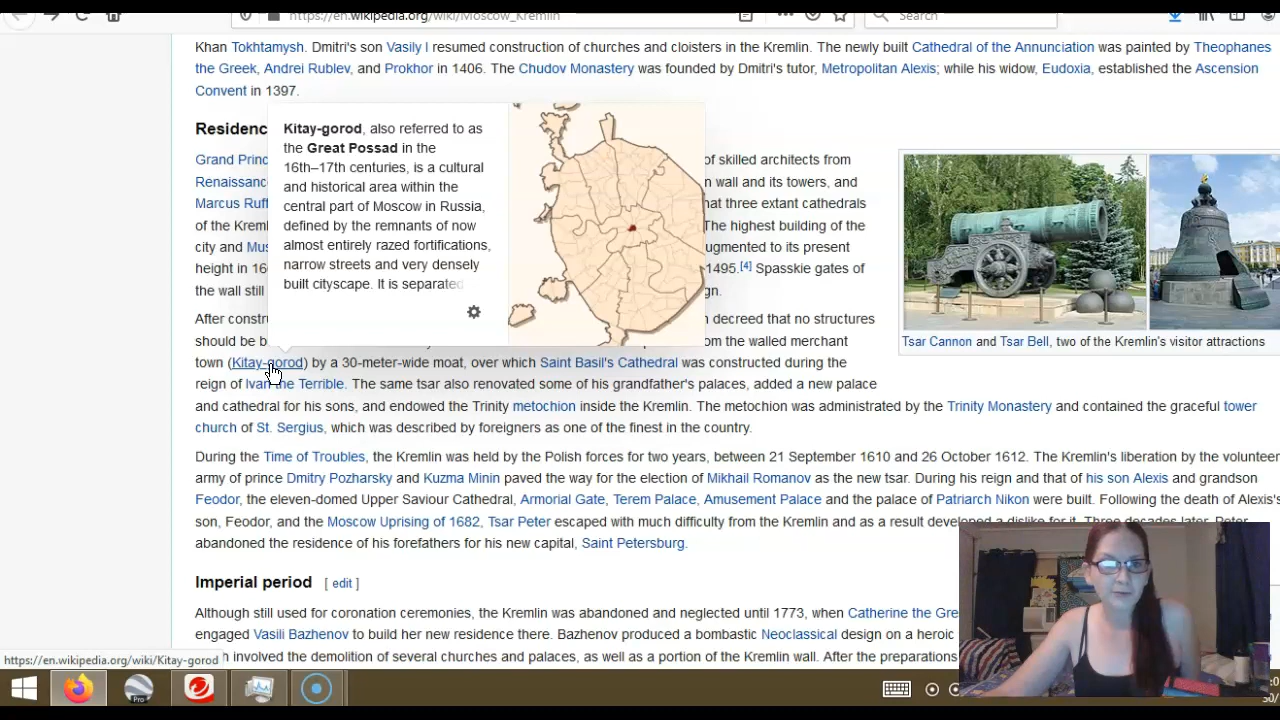 https://en.wikipedia.org/wiki/Moscow_Kremlin
Search
Khan Tokhtamysh. Dmitri's son Vasily I resumed construction of churches and cloisters in the Kremlin. The newly built Cathedral of the Annunciation was painted by Theophanes
the Greek, Andrei Rublev, and Prokhor in 1406. The Chudov Monastery was founded by Dmitri's tutor, Metropolitan Alexis; while his widow, Eudoxia, established the Ascension
Convent in 1397.
Residenc
Grand Princ
Renaissanc
Marcus Ruff
of the Krem
city and Mus
height in 16
the wall still
After constru
should be b
Kitay-gorod, also referred to as
the Great Possad in the
16th–17th centuries, is a cultural
and historical area within the
central part of Moscow in Russia,
defined by the remnants of now
almost entirely razed fortifications,
narrow streets and very densely
built cityscape. It is separated
of skilled architects from
n wall and its towers, and
hat three extant cathedrals
The highest building of the
ugmented to its present
1495.[4] Spasskie gates of
gn.
n decreed that no structures
rom the walled merchant
Tsar Cannon and Tsar Bell, two of the Kremlin's visitor attractions
town (Kitay-gorod) by a 30-meter-wide moat, over which Saint Basil's Cathedral was constructed during the
reign of Ivan the Terrible. The same tsar also renovated some of his grandfather's palaces, added a new palace
and cathedral for his sons, and endowed the Trinity metochion inside the Kremlin. The metochion was administrated by the Trinity Monastery and contained the graceful tower
church of St. Sergius, which was described by foreigners as one of the finest in the country.
During the Time of Troubles, the Kremlin was held by the Polish forces for two years, between 21 September 1610 and 26 October 1612. The Kremlin's liberation by the volunteer
army of prince Dmitry Pozharsky and Kuzma Minin paved the way for the election of Mikhail Romanov as the new tsar. During his reign and that of his son Alexis and grandson
Feodor, the eleven-domed Upper Saviour Cathedral, Armorial Gate, Terem Palace, Amusement Palace and the palace of Patriarch Nikon were built. Following the death of Alexis's
son, Feodor, and the Moscow Uprising of 1682, Tsar Peter escaped with much difficulty from the Kremlin and as a result developed a dislike for it. Three decades later, Peter
abandoned the residence of his forefathers for his new capital, Saint Petersburg.
Imperial period [ edit ]
Although still used for coronation ceremonies, the Kremlin was abandoned and neglected until 1773, when Catherine the Gre
engaged Vasili Bazhenov to build her new residence there. Bazhenov produced a bombastic Neoclassical design on a heroic
h involved the demolition of several churches and palaces, as well as a portion of the Kremlin wall. After the preparations
https://en.wikipedia.org/wiki/Kitay-gorod
Pro